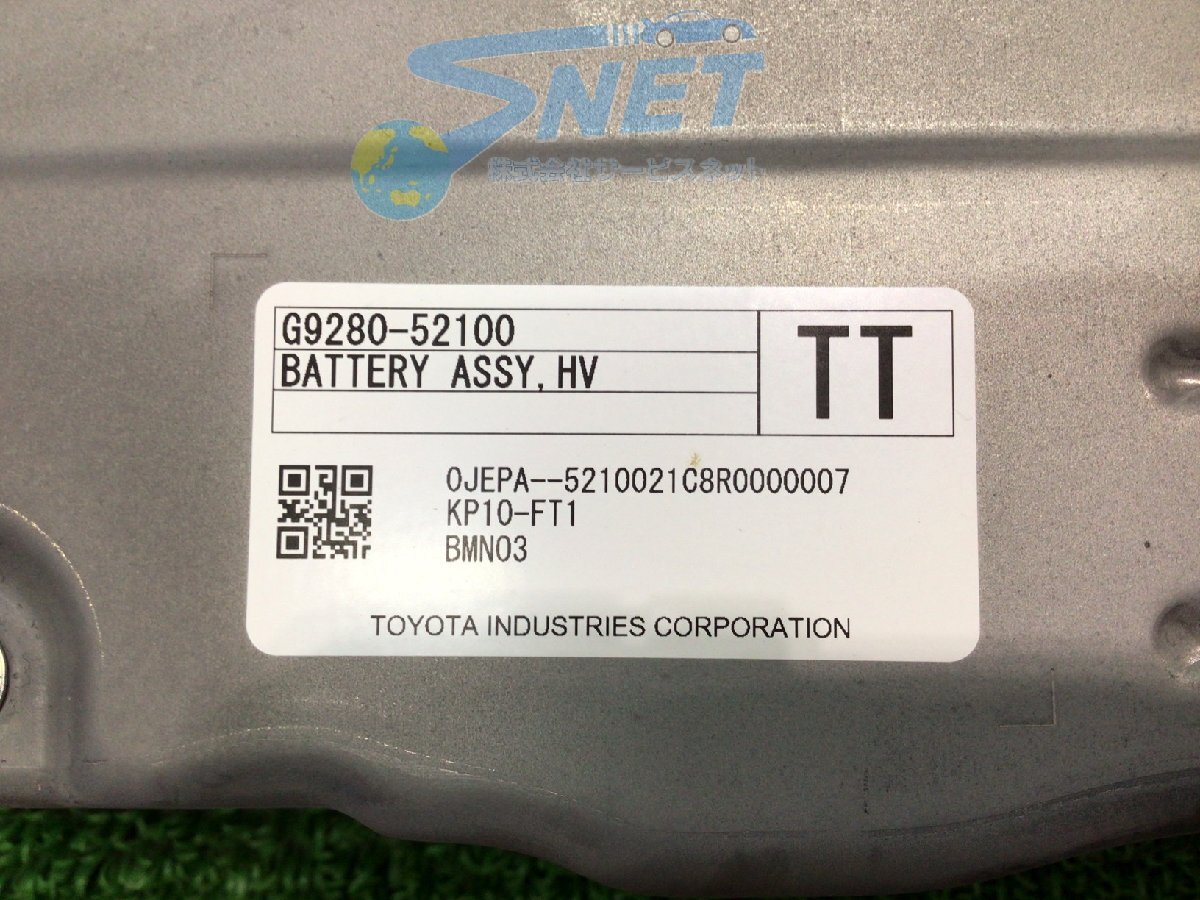 SNET
株式会社サービスネット
G9280-52100
BATTERY ASSY,HV
TT
0JEPA--5210021C8R0000007
KP10-FT1
BMN03
TOYOTA INDUSTRIES CORPORATION